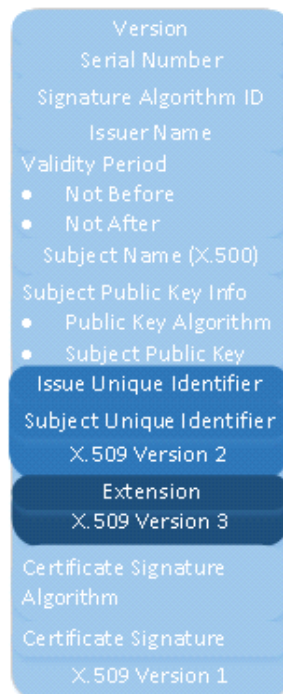 Version
Serial Number
Signature Algorithm ID
Issuer Name
Validity Period
• Not Before
• Not After
Subject Name (X.500)
Subject Public Key Info
• Public Key Algorithm
• Subject Public Key
Issue Unique Identifier
Subject Unique Identifier
X.509 Version 2
Extension
X.509 Version 3
Certificate Signature
Algorithm
Certificate Signature
X.509 Version 1